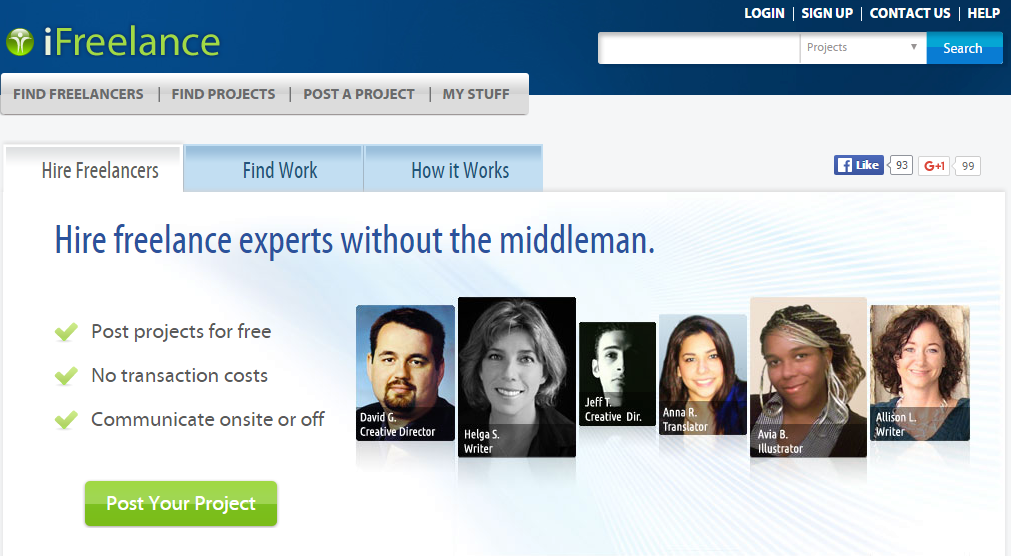 LOGIN | SIGN UP | CONTACT US | HELP
iFreelance
Projects
Search
FIND FREELANCERS | FIND PROJECTS | POST A PROJECT | MY STUFF
Hire Freelancers
Find Work
How it Works
Like
93
+1
99
Hire freelance experts without the middleman.
Post projects for free
No transaction costs
Communicate onsite or off
David G.
Creative Director
Helga S.
Writer
Jeff T.
Creative Dir.
Anna R.
Translator
Avia B.
Illustrator
Allison L.
Writer
Post Your Project